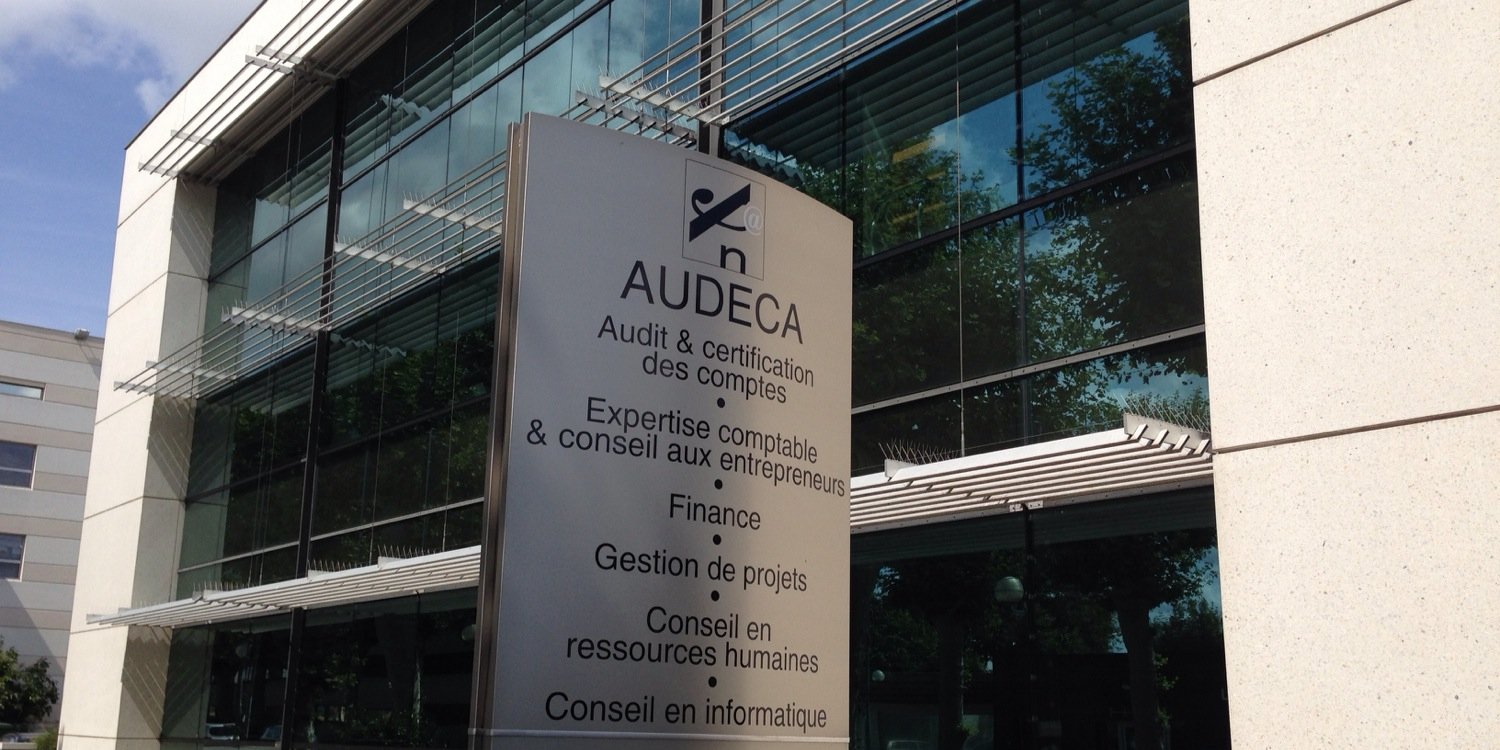 @
n
AUDECA
Audit & certification
des comptes
•
Expertise comptable
& conseil aux entrepreneurs
•
Finance
•
Gestion de projets
•
Conseil en
ressources humaines
•
Conseil en informatique